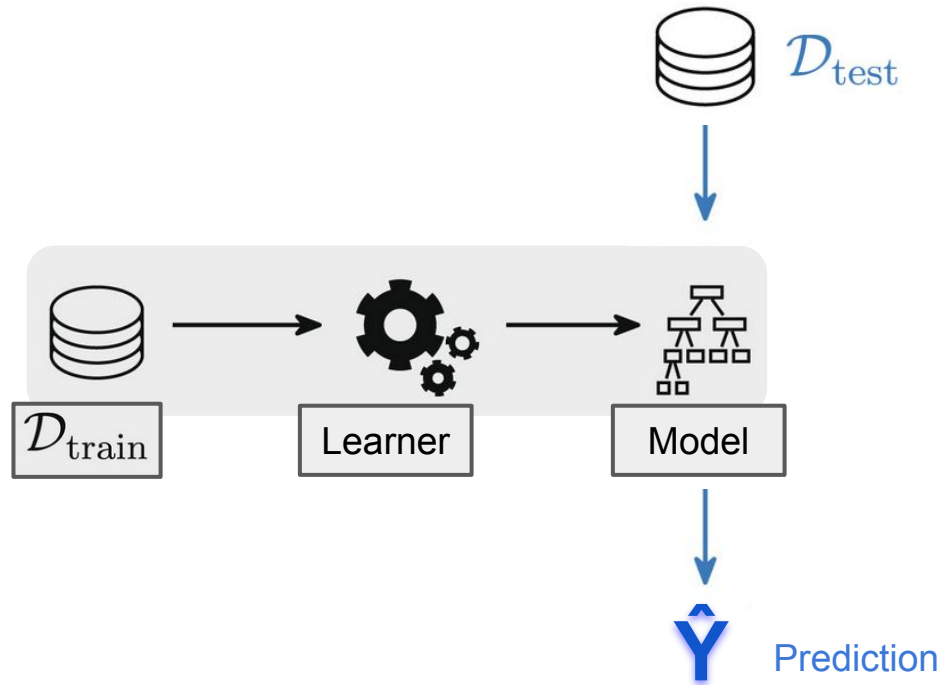 𝒟test
𝒟train
Learner
Model
Ŷ
Prediction